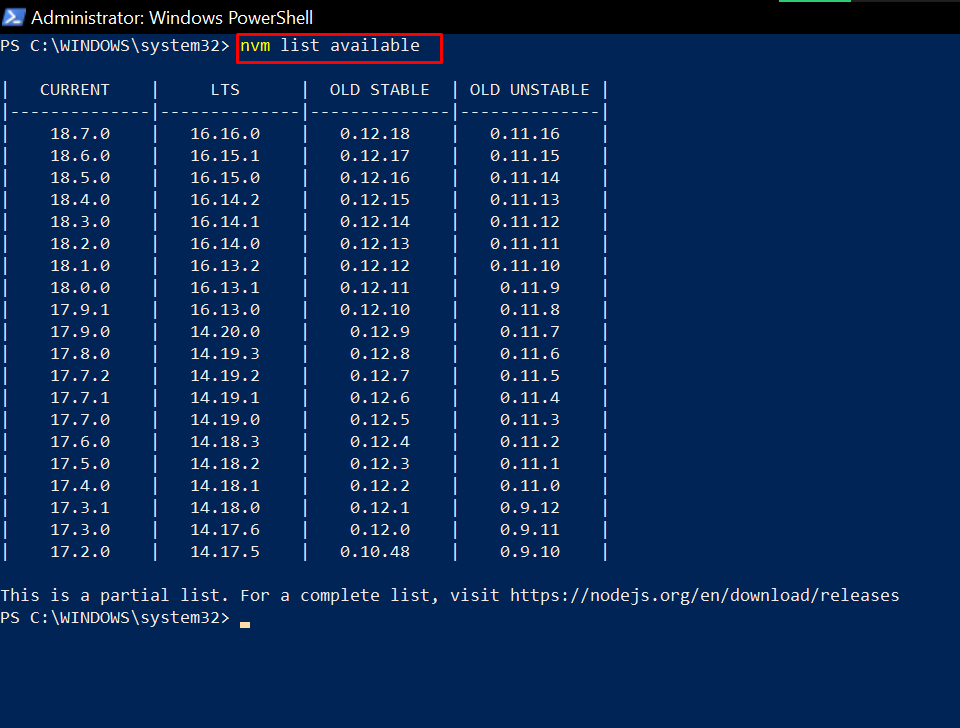 Administrator: Windows PowerShell
PS C:\WINDOWS\system32> nvm list available
|   CURRENT    |     LTS      |  OLD STABLE  | OLD UNSTABLE |
|--------------|--------------|--------------|--------------|
|    18.7.0    |   16.16.0    |   0.12.18    |   0.11.16    |
|    18.6.0    |   16.15.1    |   0.12.17    |   0.11.15    |
|    18.5.0    |   16.15.0    |   0.12.16    |   0.11.14    |
|    18.4.0    |   16.14.2    |   0.12.15    |   0.11.13    |
|    18.3.0    |   16.14.1    |   0.12.14    |   0.11.12    |
|    18.2.0    |   16.14.0    |   0.12.13    |   0.11.11    |
|    18.1.0    |   16.13.2    |   0.12.12    |   0.11.10    |
|    18.0.0    |   16.13.1    |   0.12.11    |    0.11.9    |
|    17.9.1    |   16.13.0    |   0.12.10    |    0.11.8    |
|    17.9.0    |   14.20.0    |    0.12.9    |    0.11.7    |
|    17.8.0    |   14.19.3    |    0.12.8    |    0.11.6    |
|    17.7.2    |   14.19.2    |    0.12.7    |    0.11.5    |
|    17.7.1    |   14.19.1    |    0.12.6    |    0.11.4    |
|    17.7.0    |   14.19.0    |    0.12.5    |    0.11.3    |
|    17.6.0    |   14.18.3    |    0.12.4    |    0.11.2    |
|    17.5.0    |   14.18.2    |    0.12.3    |    0.11.1    |
|    17.4.0    |   14.18.1    |    0.12.2    |    0.11.0    |
|    17.3.1    |   14.18.0    |    0.12.1    |    0.9.12    |
|    17.3.0    |   14.17.6    |    0.12.0    |    0.9.11    |
|    17.2.0    |   14.17.5    |   0.10.48    |    0.9.10    |
This is a partial list. For a complete list, visit https://nodejs.org/en/download/releases
PS C:\WINDOWS\system32>